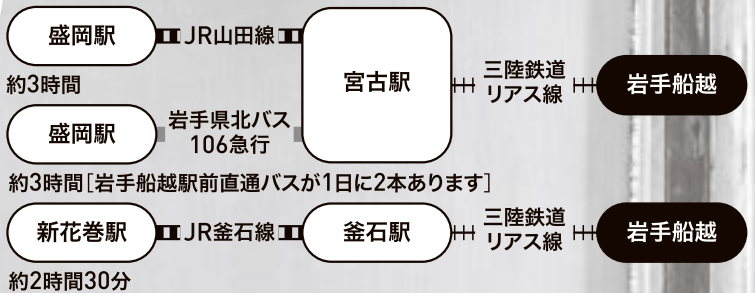 盛岡駅 JR山田線 宮古駅 三陸鉄道
リアス線 岩手船越
約3時間
盛岡駅 岩手県北バス
106急行
約3時間[岩手船越駅前直通バスが1日に2本あります]
新花巻駅 JR釜石線 釜石駅 三陸鉄道
リアス線 岩手船越
約2時間30分